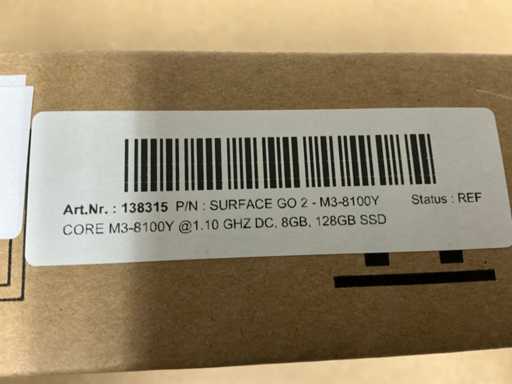 Art.Nr. : 138315 P/N : SURFACE GO 2 - M3-8100Y Status : REF
CORE M3-8100Y @1.10 GHZ DC, 8GB, 128GB SSD